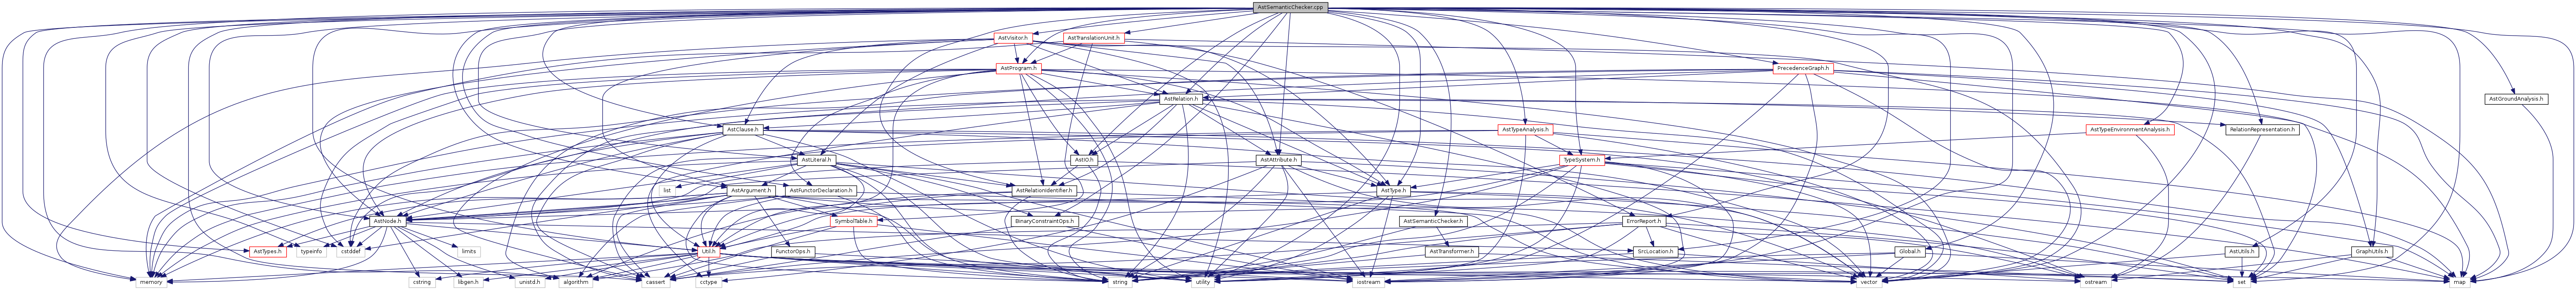 AstSemanticChecker.cpp
AstVisitor.h
AstTranslationUnit.h
AstProgram.h
PrecedenceGraph.h
AstRelation.h
AstGroundAnalysis.h
AstClause.h
AstTypeAnalysis.h
AstTypeEnvironmentAnalysis.h
RelationRepresentation.h
AstLiteral.h
AstIO.h
AstAttribute.h
TypeSystem.h
list
AstArgument.h
AstFunctorDeclaration.h
AstRelationIdentifier.h
AstType.h
AstNode.h
SymbolTable.h
BinaryConstraintOps.h
AstSemanticChecker.h
ErrorReport.h
AstTypes.h
typeinfo
cstddef
limits
Util.h
FunctorOps.h
AstTransformer.h
SrcLocation.h
Global.h
AstUtils.h
GraphUtils.h
memory
cstring
libgen.h
unistd.h
algorithm
cassert
cctype
string
utility
iostream
vector
ostream
set
map